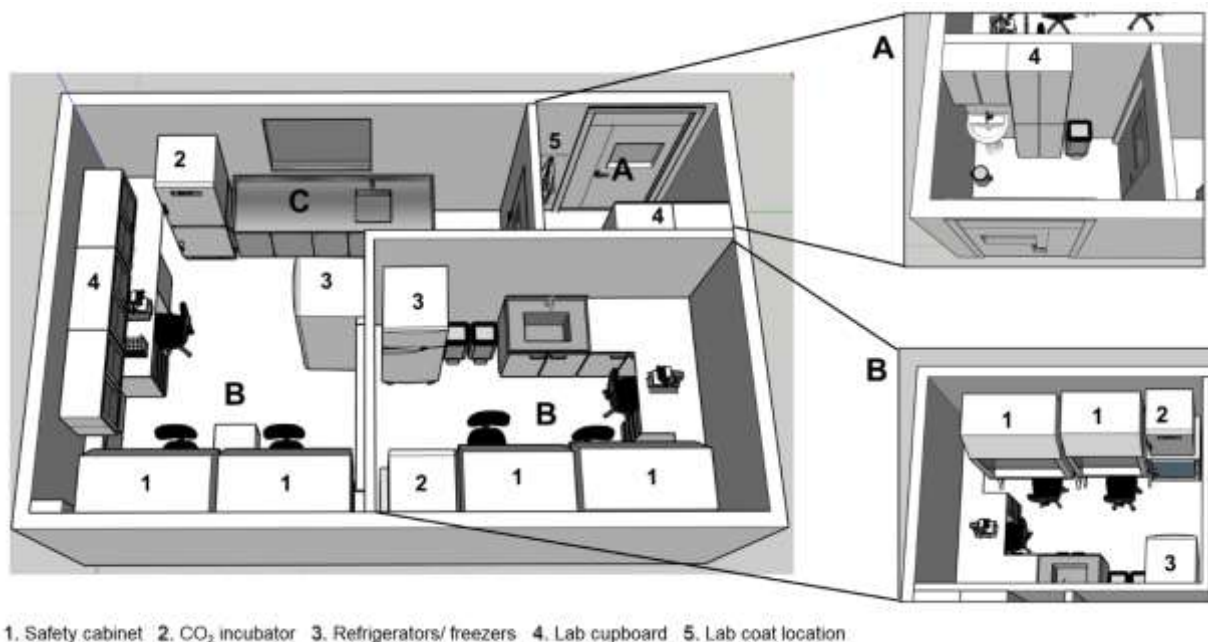 A
4
5
2
A
C
4
3
3
4
B
B
B
1
1
2
1
1
2
1
1
3
1. Safety cabinet 2. CO₂ incubator 3. Refrigerators/ freezers 4. Lab cupboard 5. Lab coat location